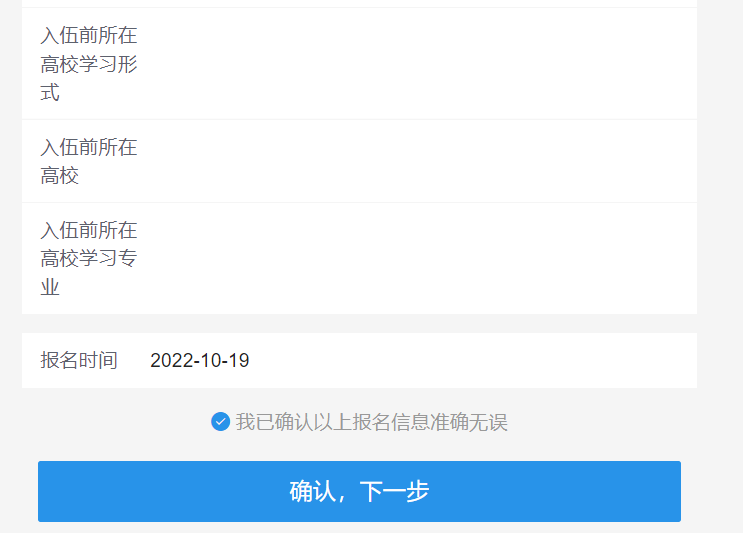 入伍前所在
高校学习形
式
入伍前所在
高校
入伍前所在
高校学习专
业
报名时间 2022-10-19
我已确认以上报名信息准确无误
确认，下一步